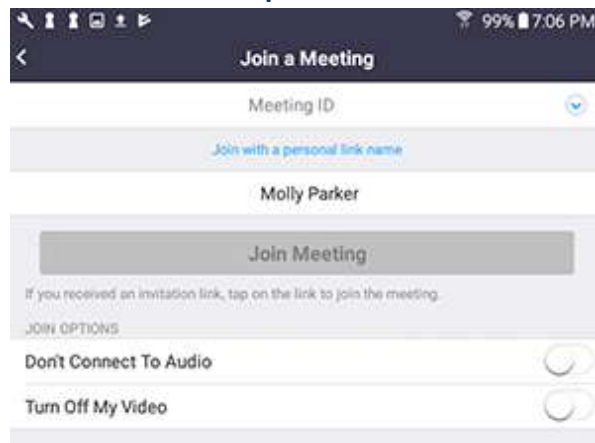 99% 7:06 PM
Join a Meeting
Meeting ID
Join with a personal link name
Molly Parker
Join Meeting
If you received an invitation link, tap on the link to join the meeting.
JOIN OPTIONS
Don't Connect To Audio
Turn Off My Video